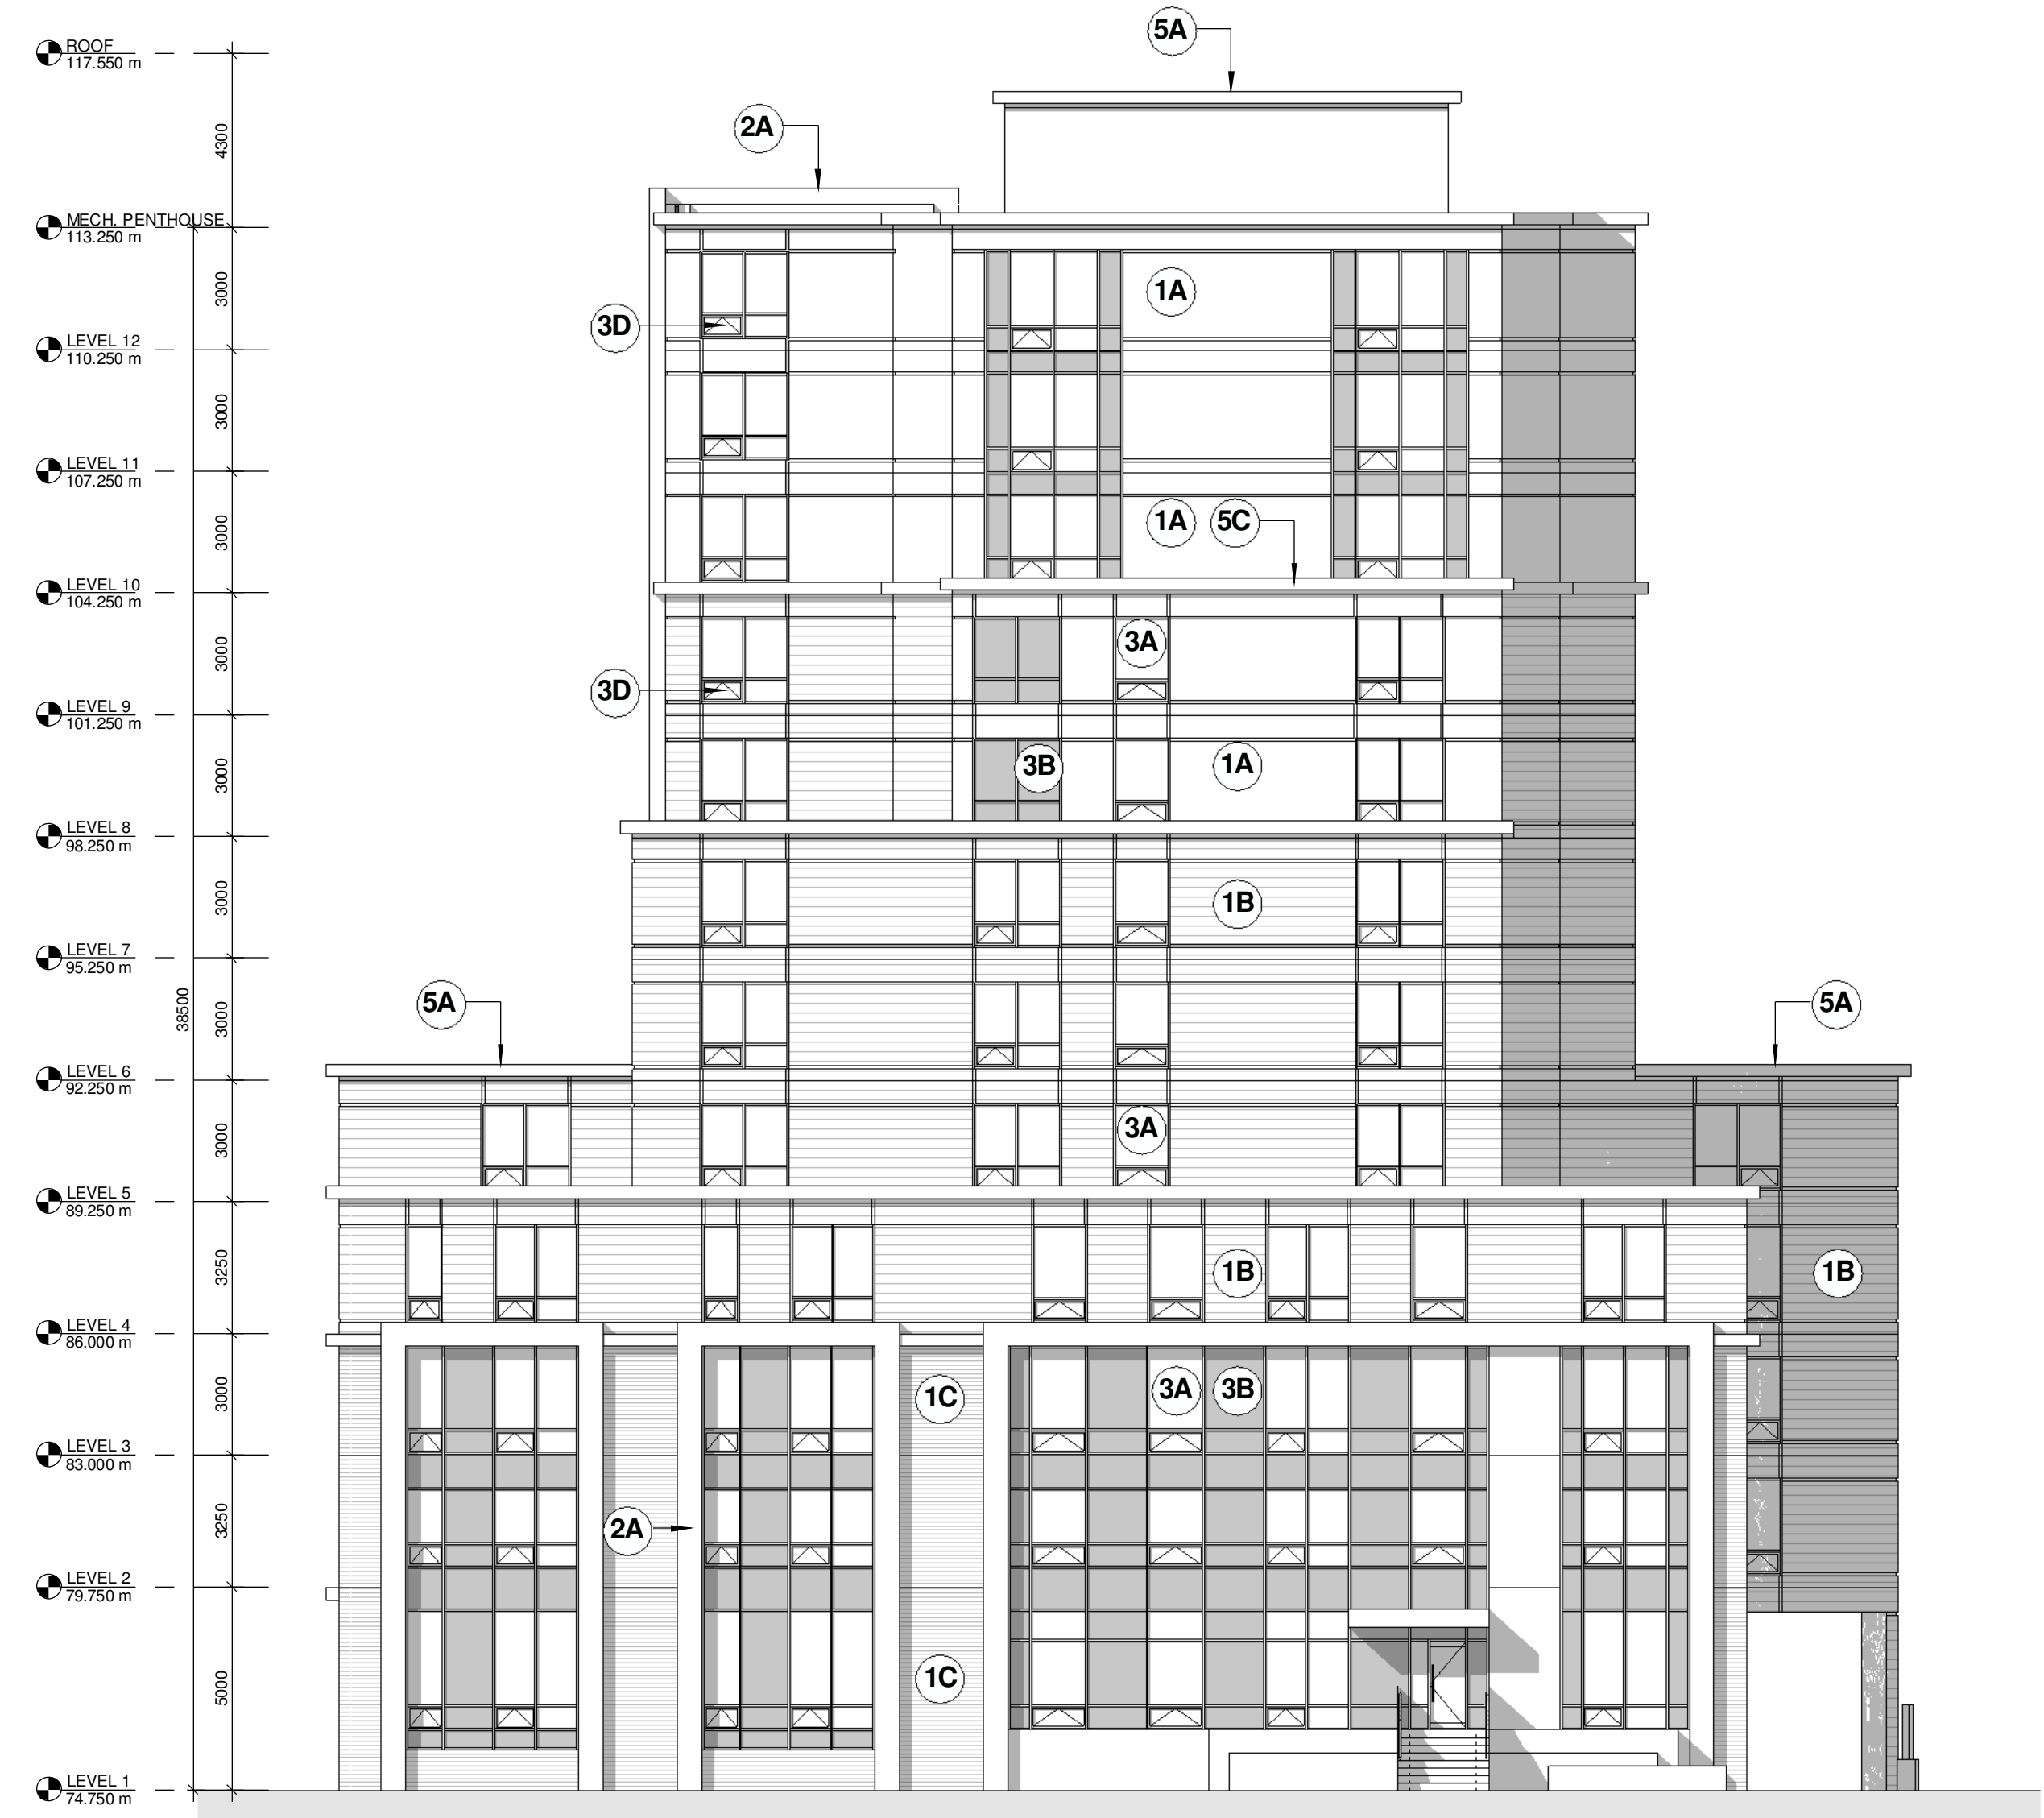 5A
ROOF
117.550 m
2A
4300
MECH. PENTHOUSE
113.250 m
1A
3000
3D
LEVEL 12
110.250 m
3000
LEVEL 11
107.250 m
1A 5C
3000
LEVEL 10
104.250 m
3A
3000
3D
LEVEL 9
101.250 m
3B 1A
3000
LEVEL 8
98.250 m
1B
3000
LEVEL 7
95.250 m
5A 5A
38500
3000
LEVEL 6
92.250 m
3A
3000
LEVEL 5
89.250 m
1B 1B
3250
LEVEL 4
86.000 m
3A 3B
1C
3000
LEVEL 3
83.000 m
3250
2A
LEVEL 2
79.750 m
1C
5000
LEVEL 1
74.750 m